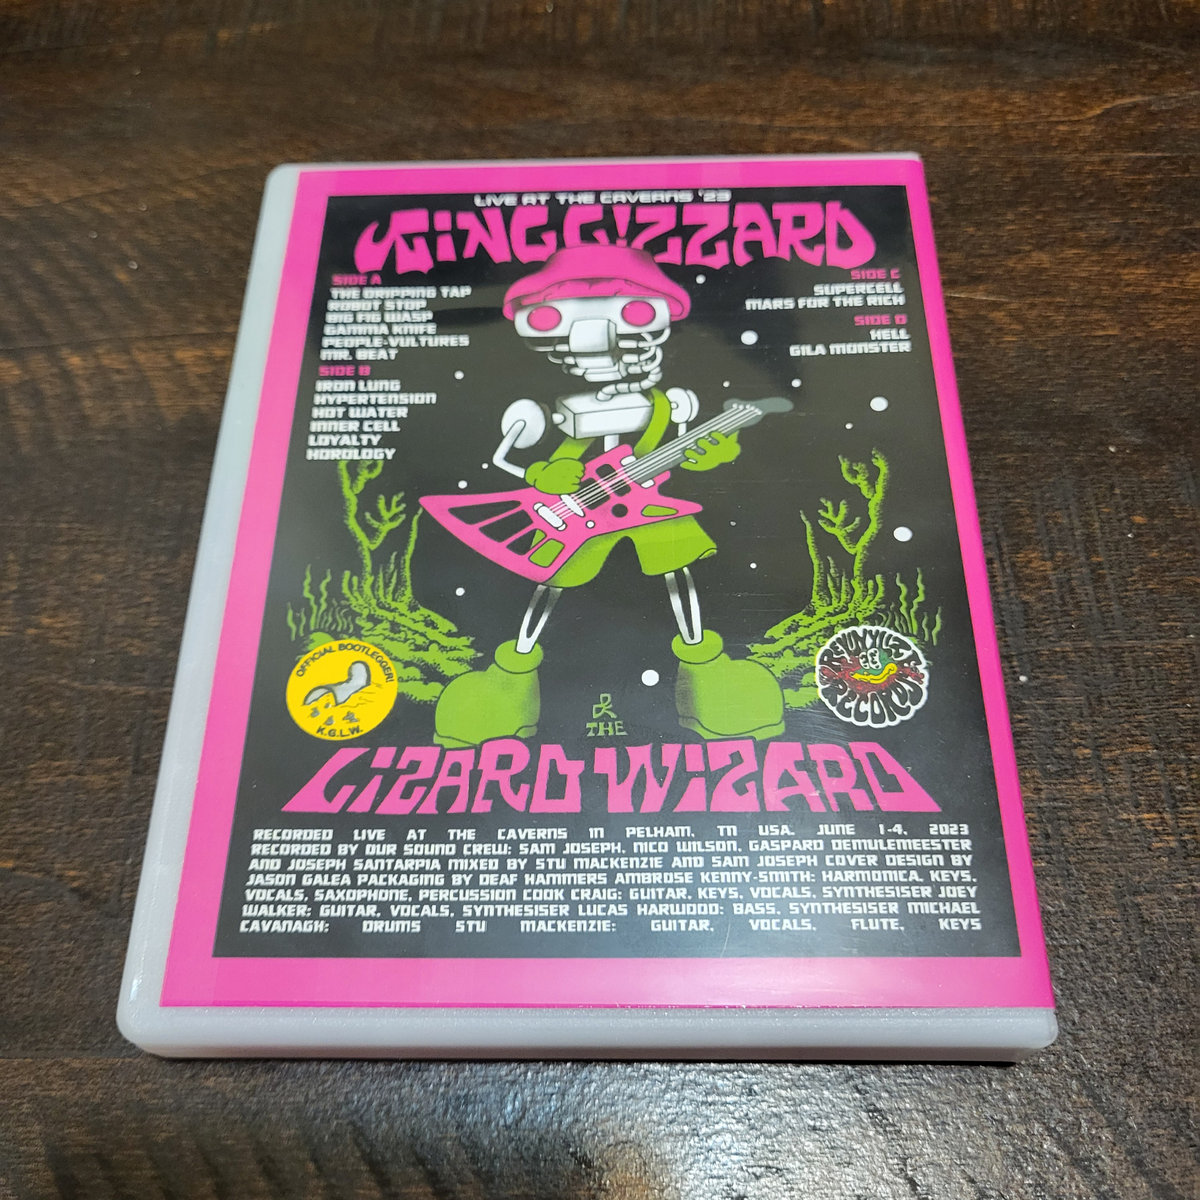 LIVE AT THE CAVERNS '23
KING GIZZARD
SIDE A
THE DRIPPING TAP
ROBOT STOP
BIG FIG WASP
GAMMA KNIFE
PEOPLE-VULTURES
MR. BEAT
SIDE B
IRON LUNG
HYPERTENSION
HOT WATER
INNER CELL
LOYALTY
HOROLOGY
SIDE C
SUPERCELL
MARS FOR THE RICH
SIDE D
HELL
GILA MONSTER
OFFICIAL BOOTLEGGER!
K.G.L.W.
REVONYLIZE
RECORDS
& THE
LIZARD WIZARD
RECORDED LIVE AT THE CAVERNS IN PELHAM, TN USA. JUNE 1-4, 2023
RECORDED BY OUR SOUND CREW: SAM JOSEPH, NICO WILSON, GASPARD DEMULEMEESTER
AND JOSEPH SANTARPIA MIXED BY STU MACKENZIE AND SAM JOSEPH COVER DESIGN BY
JASON GALEA PACKAGING BY DEAF HAMMERS AMBROSE KENNY-SMITH: HARMONICA, KEYS,
VOCALS, SAXOPHONE, PERCUSSION COOK CRAIG: GUITAR, KEYS, VOCALS, SYNTHESISER JOEY
WALKER: GUITAR, VOCALS, SYNTHESISER LUCAS HARWOOD: BASS, SYNTHESISER MICHAEL
CAVANAGH: DRUMS STU MACKENZIE: GUITAR, VOCALS, FLUTE, KEYS